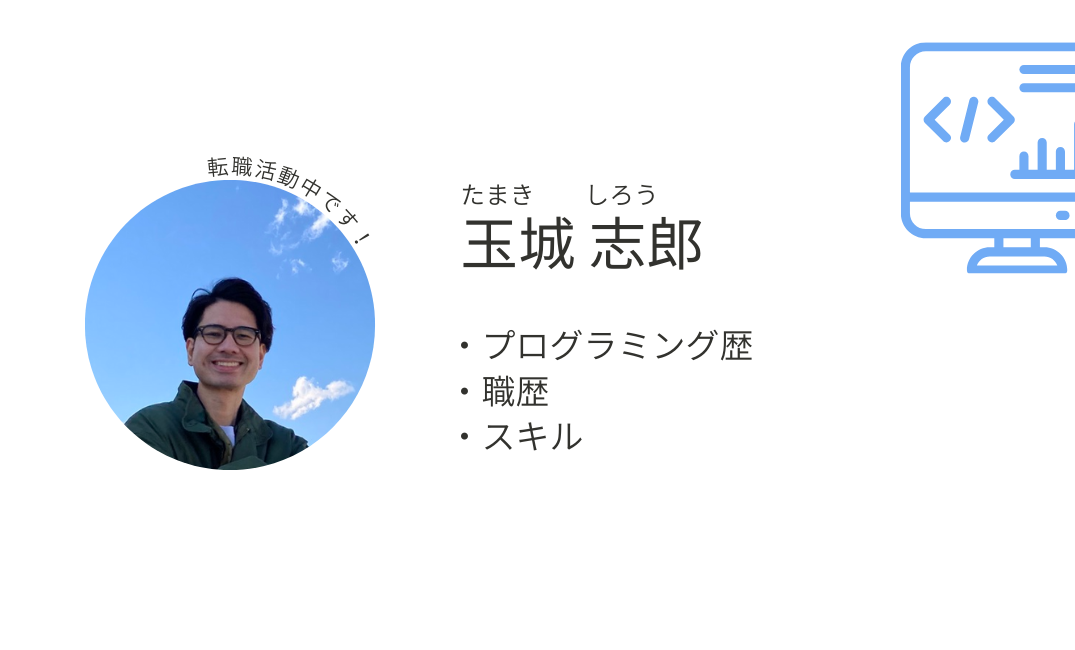 転職活動中です！
たまき しろう
玉城 志郎
・プログラミング歴
・職歴
・スキル
</>